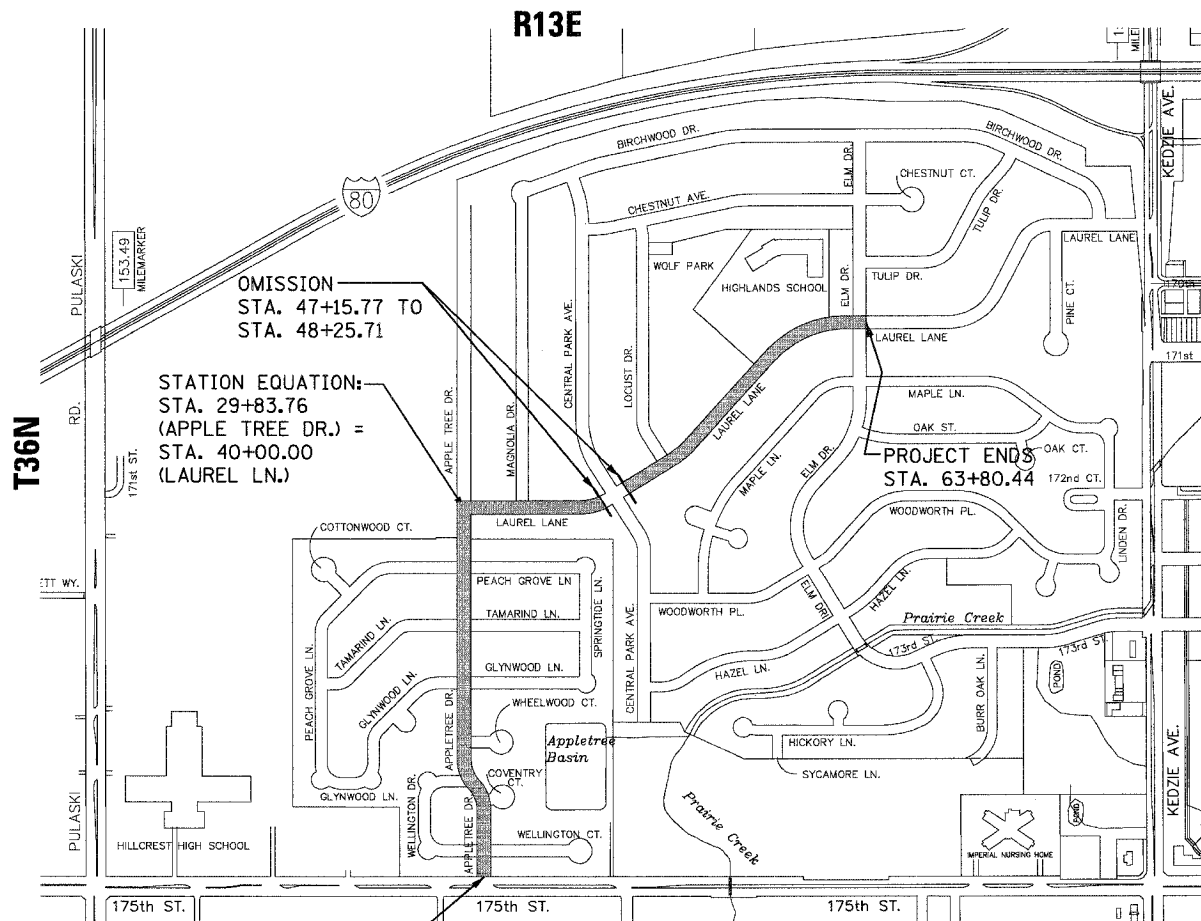 R13E
T36N
BIRCHWOOD DR.
BIRCHWOOD DR.
MILE
KEDZIE AVE.
80
ELM DR.
CHESTNUT CT.
CHESTNUT AVE.
TULIP DR.
153.49
MILEMARKER
PULASKI
RD.
WOLF PARK
HIGHLANDS SCHOOL
LAUREL LANE
TULIP DR.
ELM DR.
PINE CT.
170th
OMISSION
STA. 47+15.77 TO
STA. 48+25.71
CENTRAL PARK AVE.
LOCUST DR.
LAUREL LANE
171st
STATION EQUATION:
STA. 29+83.76
(APPLE TREE DR.) =
STA. 40+00.00
(LAUREL LN.)
APPLE TREE DR.
MAGNOLIA DR.
LAUREL LANE
MAPLE LN.
OAK ST.
OAK CT.
PROJECT ENDS
STA. 63+80.44
172nd CT.
171st ST.
MAPLE LN.
ELM DR.
WOODWORTH PL.
LINDEN DR.
LAUREL LANE
COTTONWOOD CT.
ETT WY.
PEACH GROVE LN
TAMARIND LN.
TAMARIND LN.
SPRINGTIDE LN.
WOODWORTH PL.
ELM DRI
HAZEL LN.
Prairie Creek
173rd ST.
173rd ST.
PEACH GROVE LN.
GLYNWOOD LN.
GLYNWOOD LN.
CENTRAL PARK AVE.
HAZEL LN.
BURR OAK LN.
POND
WHEELWOOD CT.
APPLETREE DR.
Appletree
Basin
HICKORY LN.
SYCAMORE LN.
KEDZIE AVE.
GLYNWOOD LN.
COVENTRY
CT.
WELLINGTON DR.
APPLETREE DR.
WELLINGTON CT.
Prairie Creek
POND
PULASKI
HILLCREST HIGH SCHOOL
IMPERIAL NURSING HOME
175th ST.
175th ST.
175th ST.